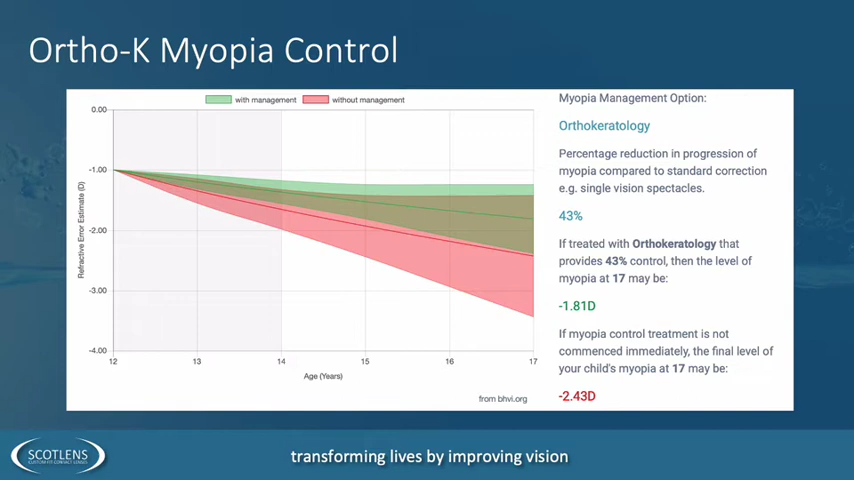 Ortho-K Myopia Control
with management
without management
0.00
-1.00
-2.00
-3.00
-4.00
Refractive Error Estimate (D)
12
13
14
15
16
17
Age (Years)
from bhvi.org
Myopia Management Option:
Orthokeratology
Percentage reduction in progression of
myopia compared to standard correction
e.g. single vision spectacles.
43%
If treated with Orthokeratology that
provides 43% control, then the level of
myopia at 17 may be:
-1.81D
If myopia control treatment is not
commenced immediately, the final level of
your child's myopia at 17 may be:
-2.43D
SCOTLENS
CUSTOM FIT CONTACT LENSES
transforming lives by improving vision